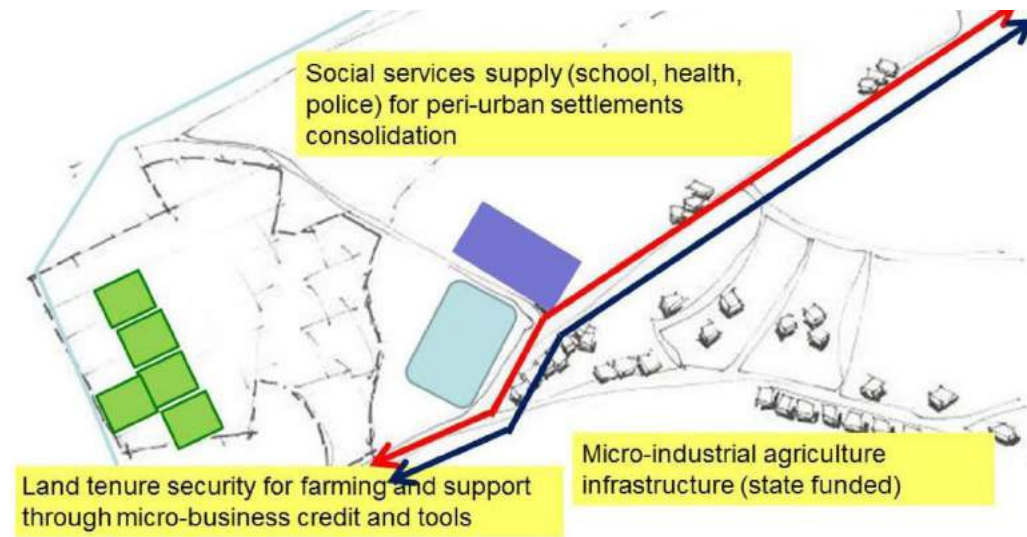 Social services supply (school, health,
police) for peri-urban settlements
consolidation
Micro-industrial agriculture
infrastructure (state funded)
Land tenure security for farming and support
through micro-business credit and tools